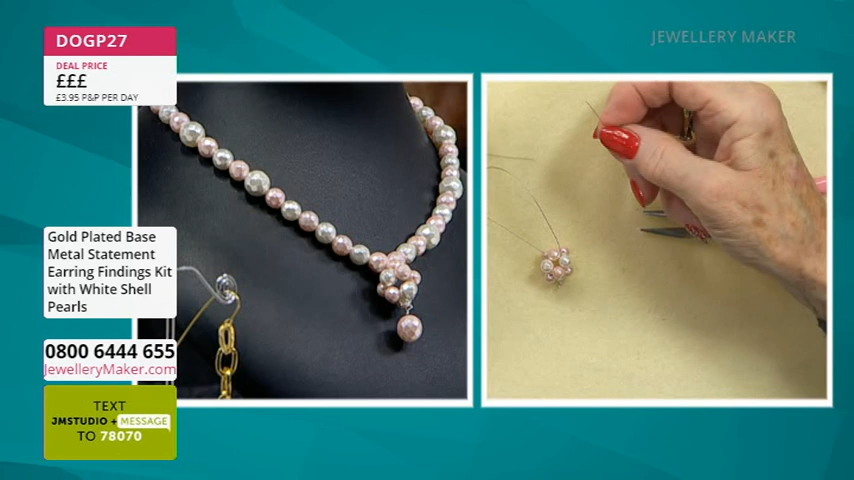 DOGP27
DEAL PRICE
£££
£3.95 P&P PER DAY
JEWELLERY MAKER
Gold Plated Base
Metal Statement
Earring Findings Kit
with White Shell
Pearls
0800 6444 655
JewelleryMaker.com
TEXT
JMSTUDIO + MESSAGE
TO 78070